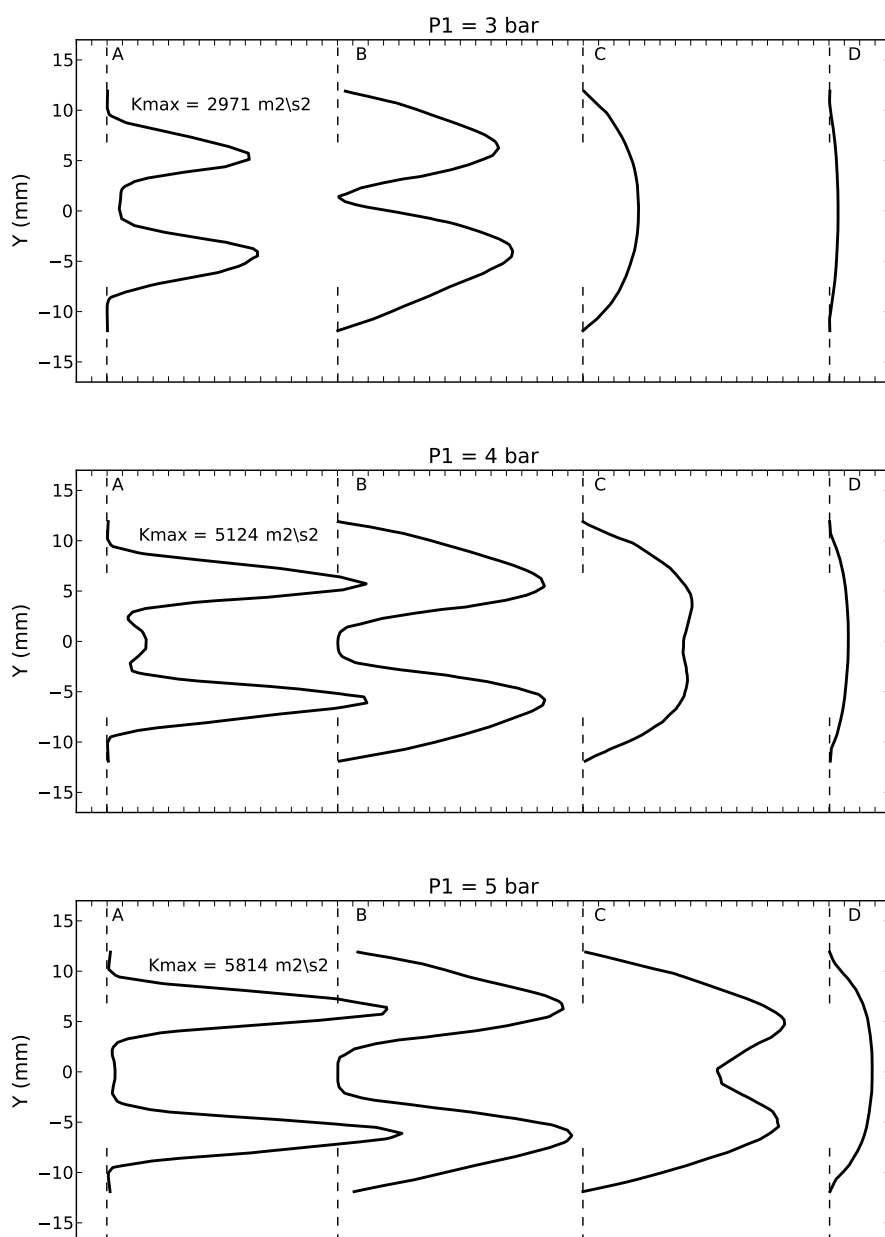 P1 = 3 bar
A B C D
Kmax = 2971 m2\s2
15
10
5
0
−5
−10
−15
Y (mm)
P1 = 4 bar
A B C D
Kmax = 5124 m2\s2
15
10
5
0
−5
−10
−15
Y (mm)
P1 = 5 bar
A B C D
Kmax = 5814 m2\s2
15
10
5
0
−5
−10
−15
Y (mm)